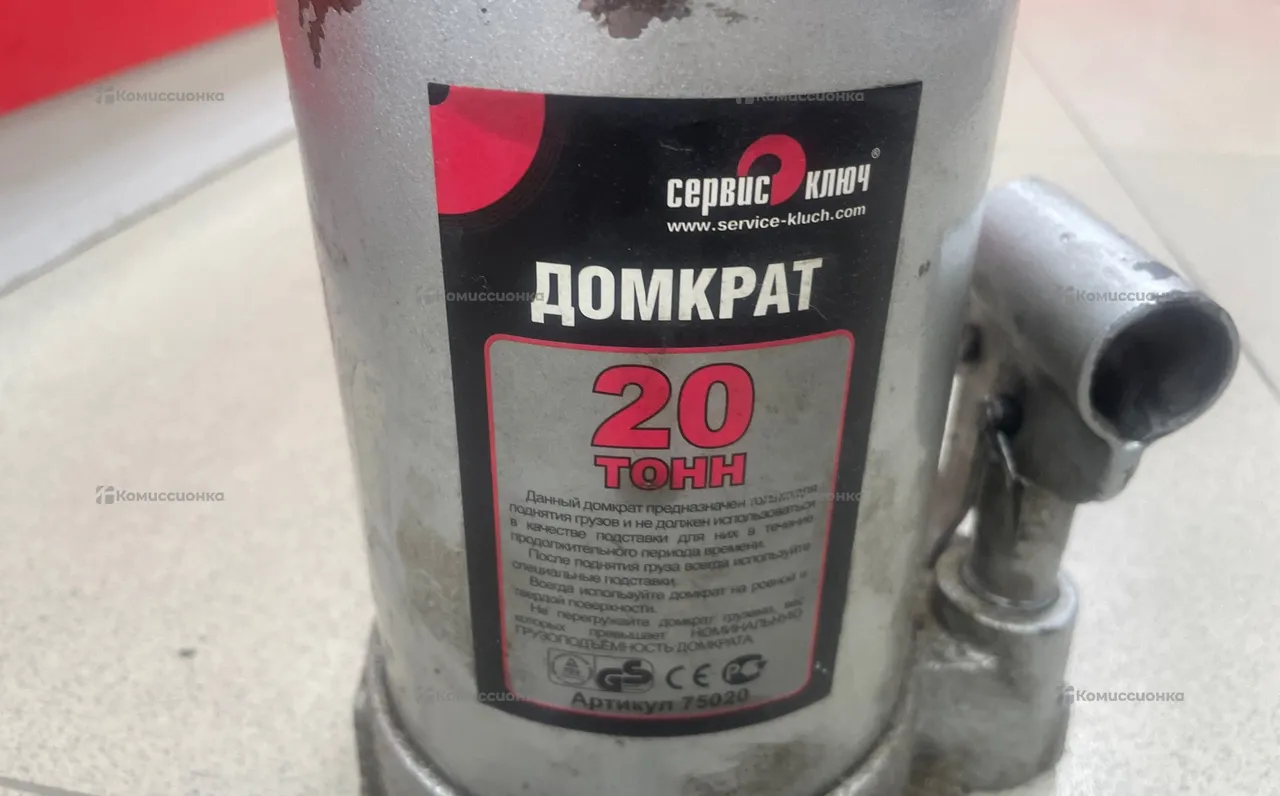 сервис ключ®
www.service-kluch.com
ДОМКРАТ
20
ТОНН
Данный домкрат предназначен только для
поднятия грузов и не должен использоваться
в качестве подставки для них в течение
продолжительного периода времени.
После поднятия груза всегда используйте
специальные подставки.
Всегда используйте домкрат на ровной и
твердой поверхности.
Не перегружайте домкрат грузами, вес
которых превышает НОМИНАЛЬНУЮ
ГРУЗОПОДЪЁМНОСТЬ ДОМКРАТА
GS CE РСТ
Артикул 75020
Комиссионка
Комиссионка
Комиссионка
Комиссионка
Комиссионка
Комиссионка
Комиссионка
Комиссионка